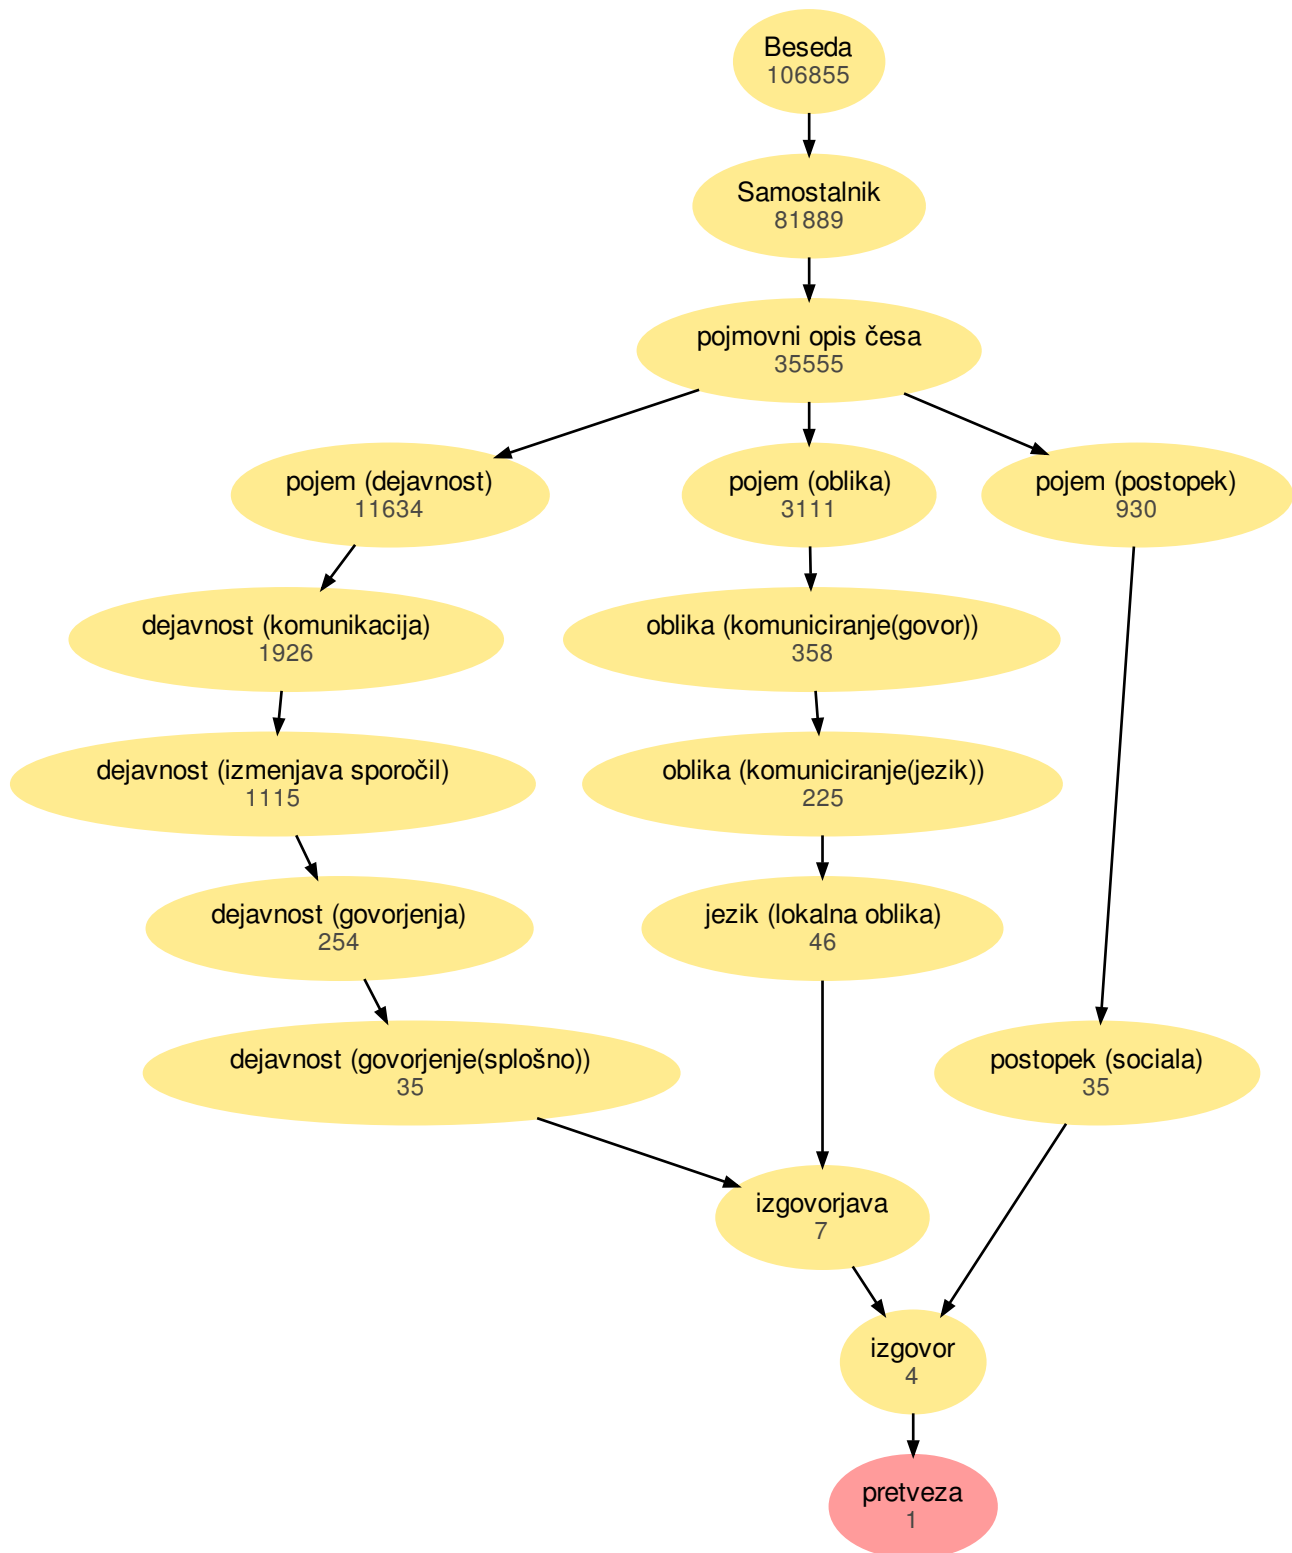 Beseda
106855
Samostalnik
81889
pojmovni opis česa
35555
pojem (dejavnost)
11634
pojem (oblika)
3111
pojem (postopek)
930
dejavnost (komunikacija)
1926
oblika (komuniciranje(govor))
358
dejavnost (izmenjava sporočil)
1115
oblika (komuniciranje(jezik))
225
dejavnost (govorjenja)
254
jezik (lokalna oblika)
46
dejavnost (govorjenje(splošno))
35
postopek (sociala)
35
izgovorjava
7
izgovor
4
pretveza
1